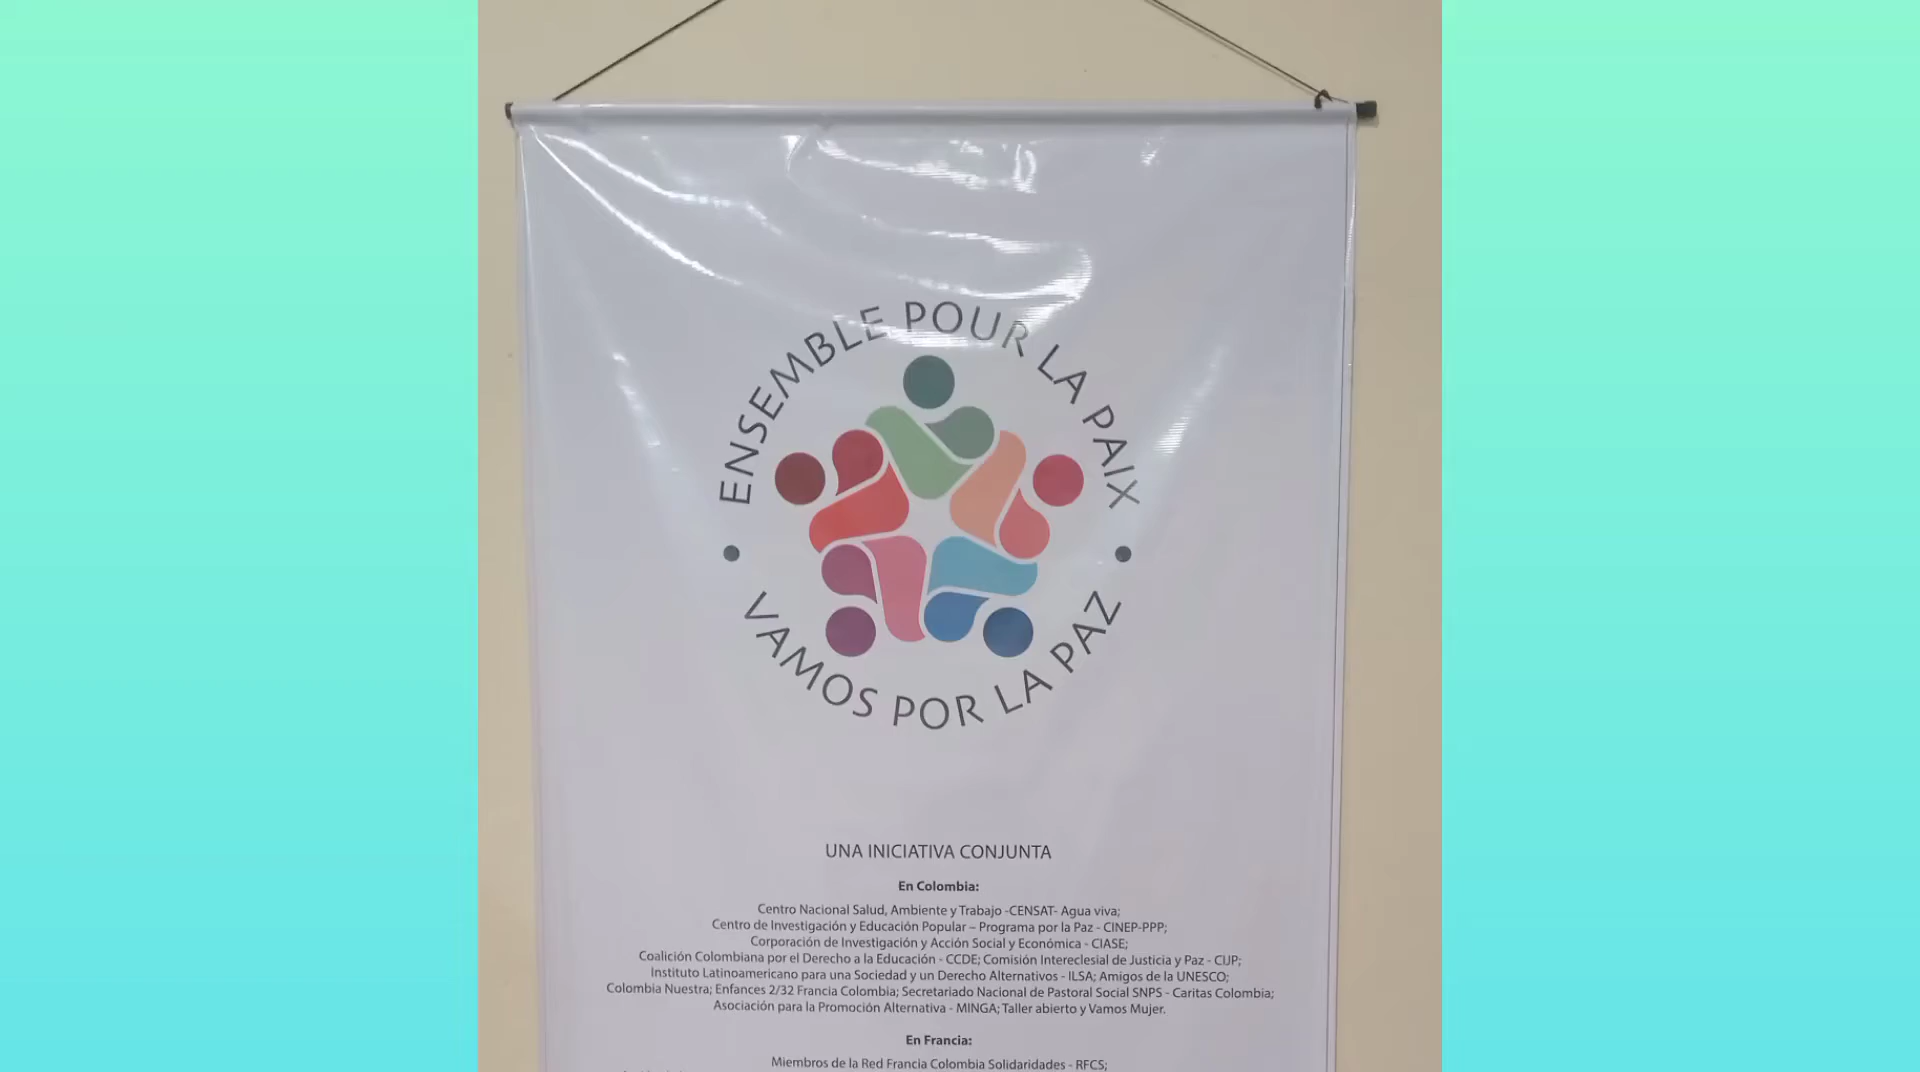 ENSEMBLE POUR LA PAIX
VAMOS POR LA PAZ
UNA INICIATIVA CONJUNTA
En Colombia:
Centro Nacional Salud, Ambiente y Trabajo -CENSAT- Agua viva;
Centro de Investigación y Educación Popular – Programa por la Paz - CINEP-PPP;
Corporación de Investigación y Acción Social y Económica - CIASE;
Coalición Colombiana por el Derecho a la Educación - CCDE; Comisión Intereclesial de Justicia y Paz - CIJP;
Instituto Latinoamericano para una Sociedad y un Derecho Alternativos - ILSA; Amigos de la UNESCO;
Colombia Nuestra; Enfances 2/32 Francia Colombia; Secretariado Nacional de Pastoral Social SNPS - Caritas Colombia;
Asociación para la Promoción Alternativa - MINGA; Taller abierto y Vamos Mujer.
En Francia:
Miembros de la Red Francia Colombia Solidaridades - RFCS;